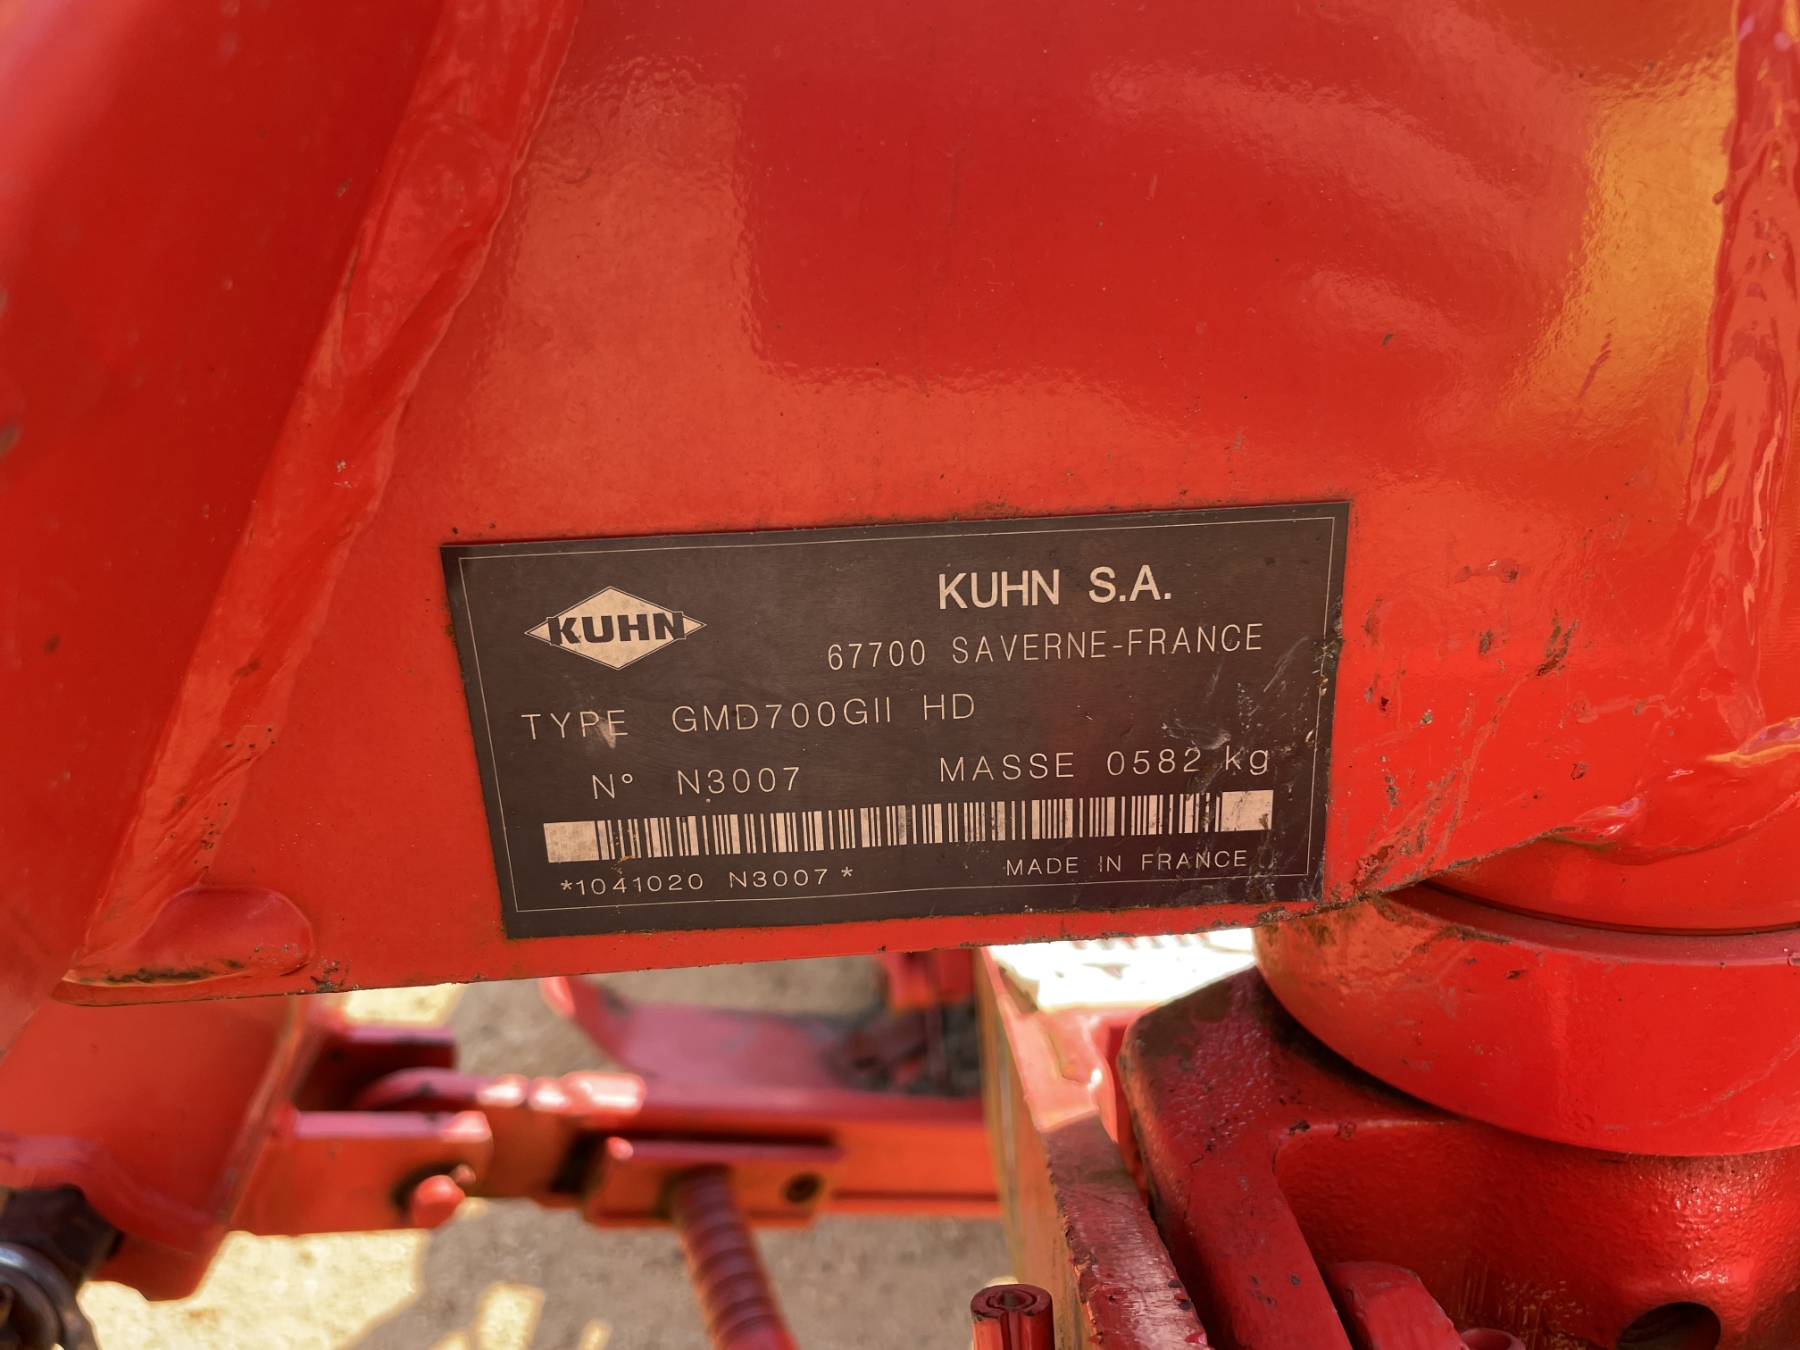 KUHN
KUHN S.A.
67700 SAVERNE-FRANCE
TYPE GMD700GII HD
N° N3007 MASSE 0582 kg
*1041020 N3007*
MADE IN FRANCE